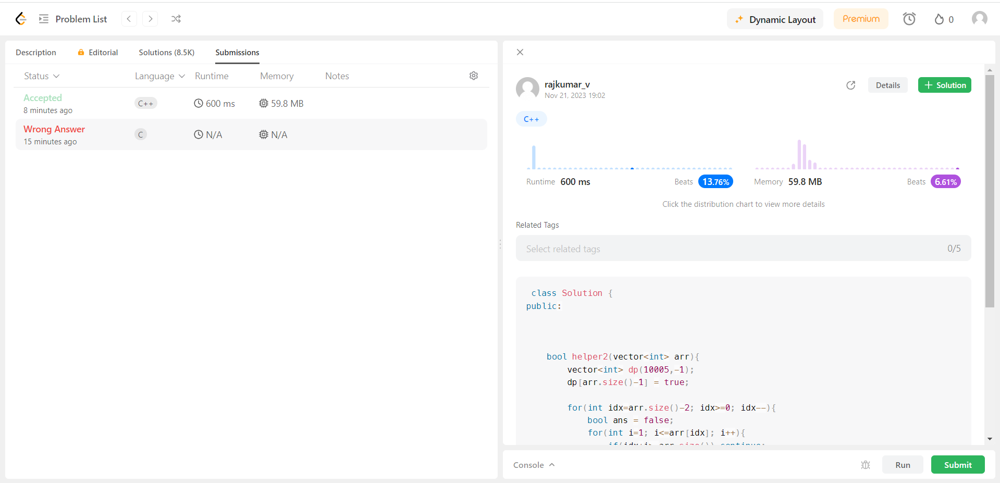 Problem List
Dynamic Layout
Premium
0
Description
Editorial
Solutions (8.5K)
Submissions
Status
Language
Runtime
Memory
Notes
Accepted
8 minutes ago
C++
600 ms
59.8 MB
Wrong Answer
15 minutes ago
C
N/A
N/A
rajkumar_v
Nov 21, 2023 19:02
Details
Solution
C++
Runtime 600 ms
Beats 13.76%
Memory 59.8 MB
Beats 6.61%
Click the distribution chart to view more details
Related Tags
Select related tags
0/5
class Solution {
public:
bool helper2(vector<int> arr){
vector<int> dp(10005,-1);
dp[arr.size()-1] = true;
for(int idx=arr.size()-2; idx>=0; idx--){
bool ans = false;
for(int i=1; i<=arr[idx]; i++){
Console
Run
Submit